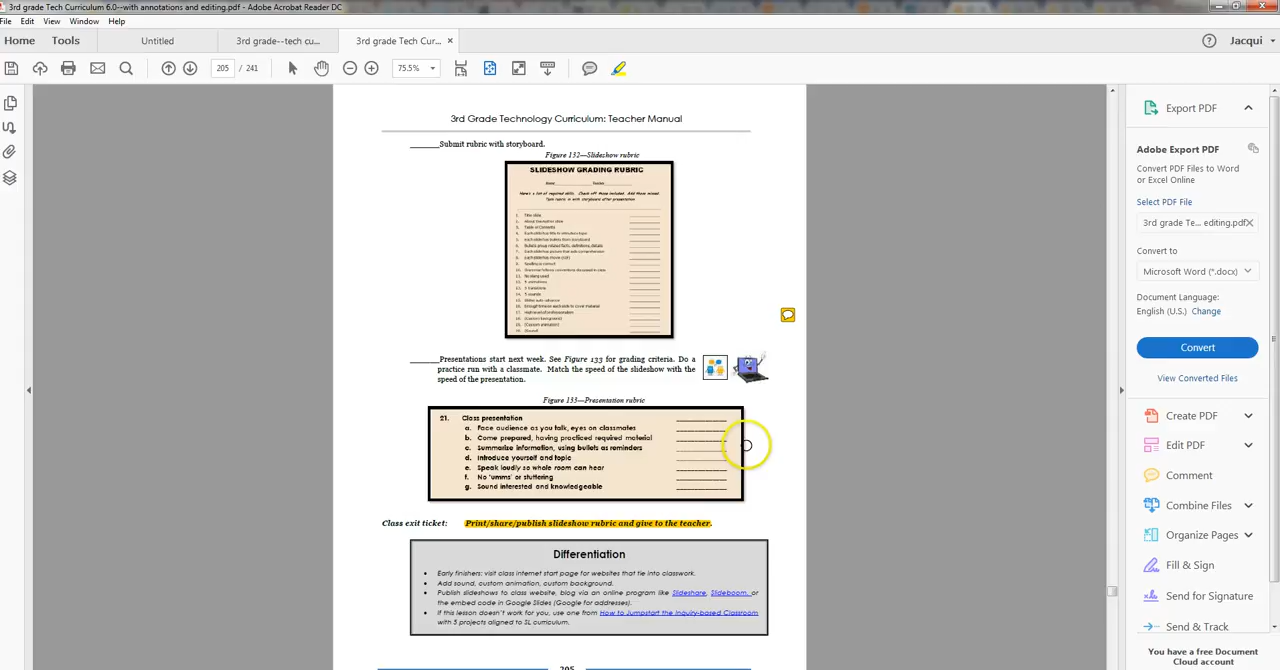 3rd grade Tech Curriculum 6.0--with annotations and editing.pdf - Adobe Acrobat Reader DC
File Edit View Window Help
Home Tools Untitled 3rd grade--tech cu... 3rd grade Tech Cur... × Jacqui
205 / 241 75.5%
3rd Grade Technology Curriculum: Teacher Manual
______Submit rubric with storyboard.
Figure 132—Slideshow rubric
SLIDESHOW GRADING RUBRIC
1. Title slide
3. Table of Contents
______Presentations start next week. See Figure 133 for grading criteria. Do a
practice run with a classmate. Match the speed of the slideshow with the
speed of the presentation.
Figure 133—Presentation rubric
21. Class presentation
a. Face audience as you talk, eyes on classmates
b. Come prepared, having practiced required material
c. Summarize information, using bullets as reminders
d. Introduce yourself and topic
e. Speak loudly so whole room can hear
f. No 'umms' or stuttering
g. Sound interested and knowledgeable
Class exit ticket: Print/share/publish slideshow rubric and give to the teacher.
Differentiation
• Early finishers: visit class internet start page for websites that tie into classwork.
• Add sound, custom animation, custom background.
• Publish slideshows to class website, blog via an online program like Slideshare, Slideboom, or
the embed code in Google Slides (Google for addresses).
• If this lesson doesn't work for you, use one from How to Jumpstart the Inquiry-based Classroom
with 5 projects aligned to SL curriculum.
205
Export PDF
Adobe Export PDF
Convert PDF Files to Word
or Excel Online
Select PDF File
3rd grade Te... editing.pdf
Convert to
Microsoft Word (*.docx)
Document Language:
English (U.S.) Change
Convert
View Converted Files
Create PDF
Edit PDF
Comment
Combine Files
Organize Pages
Fill & Sign
Send for Signature
Send & Track
You have a free Document
Cloud account